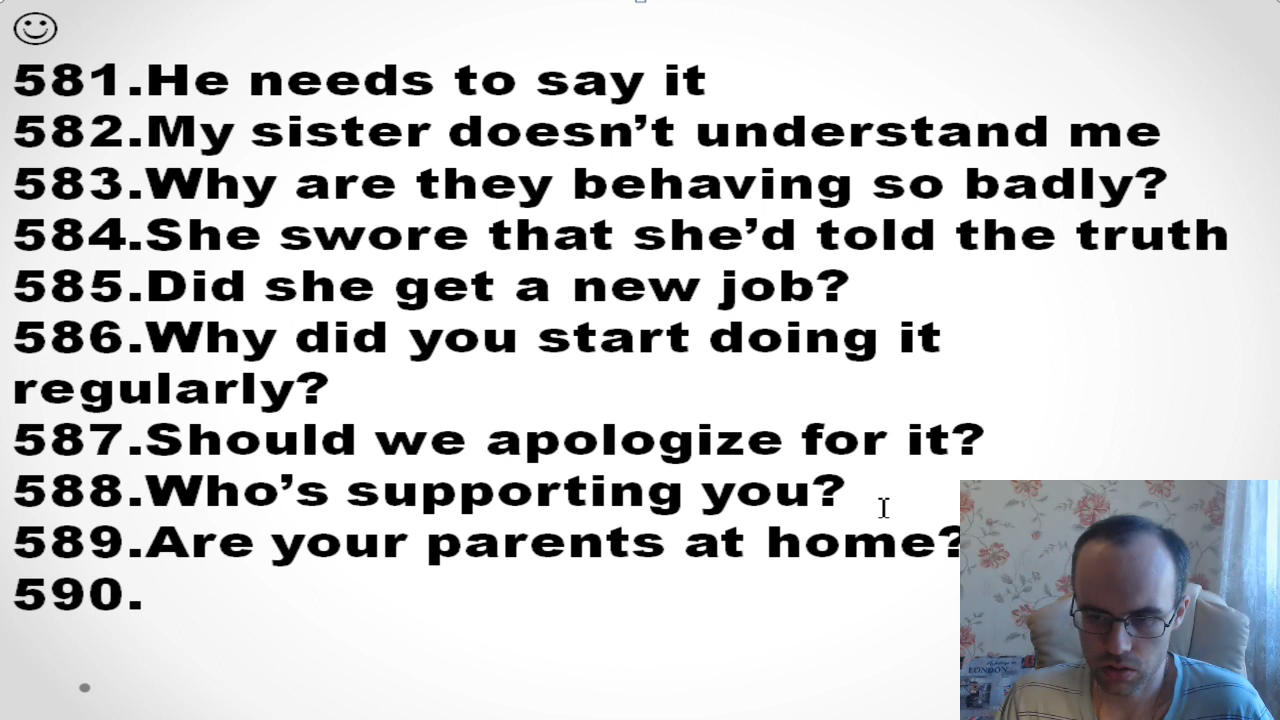 581.He needs to say it
582.My sister doesn’t understand me
583.Why are they behaving so badly?
584.She swore that she’d told the truth
585.Did she get a new job?
586.Why did you start doing it
regularly?
587.Should we apologize for it?
588.Who’s supporting you?
589.Are your parents at home?
590.
LONDON